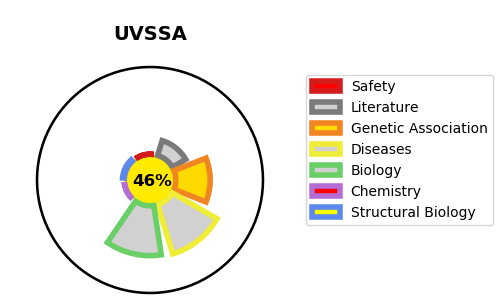 UVSSA
46%
Safety
Literature
Genetic Association
Diseases
Biology
Chemistry
Structural Biology